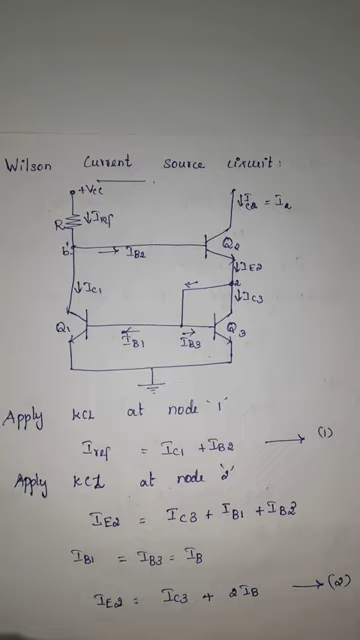 Wilson Current source circuit:
+Vcc
R ↓Iref
↓Ic2 = I2
b'
→ IB2
Q2
↓IE2
2
↓Ic1
↓Ic3
Q1
IB1
IB3
Q3
Apply KCL at node '1'
Iref = Ic1 + IB2 → (1)
Apply KCL at node '2'
IE2 = Ic3 + IB1 + IB3
IB1 = IB3 = IB
IE2 = Ic3 + 2IB → (2)